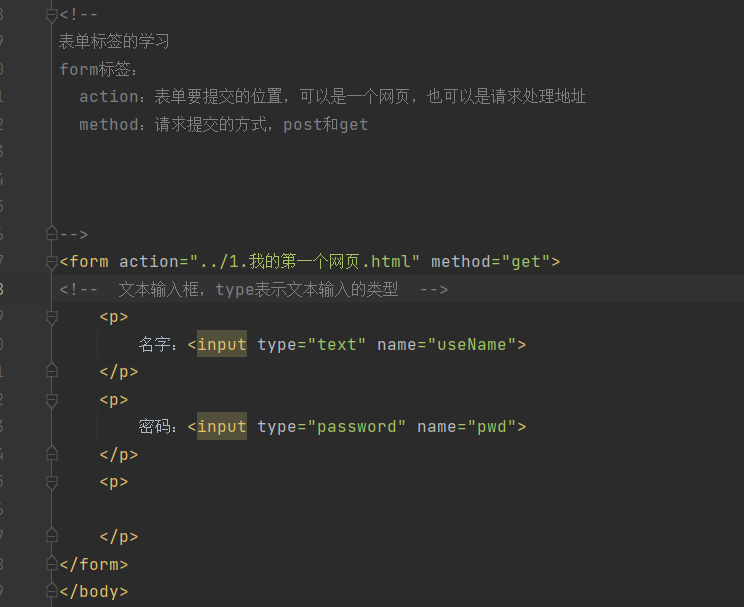 <!--
表单标签的学习
form标签：
action：表单要提交的位置，可以是一个网页，也可以是请求处理地址
method：请求提交的方式，post和get
-->
<form action="../1.我的第一个网页.html" method="get">
<!--  文本输入框，type表示文本输入的类型  -->
<p>
名字：<input type="text" name="useName">
</p>
<p>
密码：<input type="password" name="pwd">
</p>
<p>
</p>
</form>
</body>